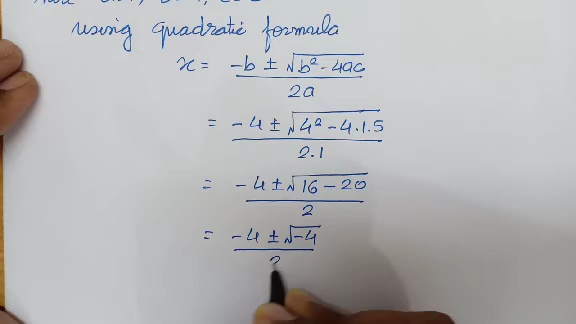 using quadratic formula
x = -b ± √b² - 4ac / 2a
= -4 ± √4² - 4.1.5 / 2.1
= -4 ± √16 - 20 / 2
= -4 ± √-4 / 2